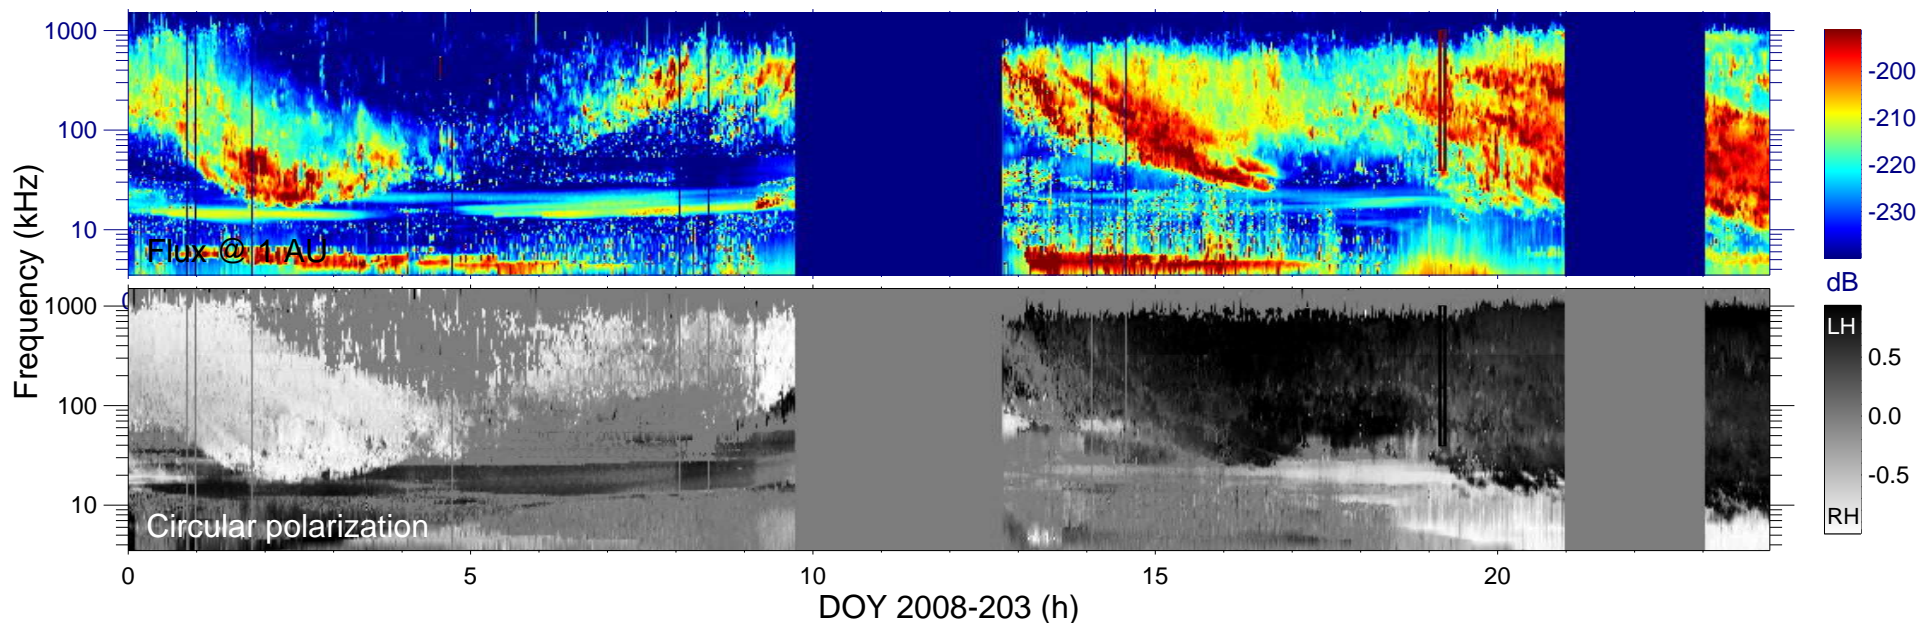 Frequency (kHz)
1000
100
10
Flux @ 1 AU
-200
-210
-220
-230
dB
0
1000
100
10
Circular polarization
LH
0.5
0.0
-0.5
RH
0
5
10
15
20
DOY 2008-203 (h)